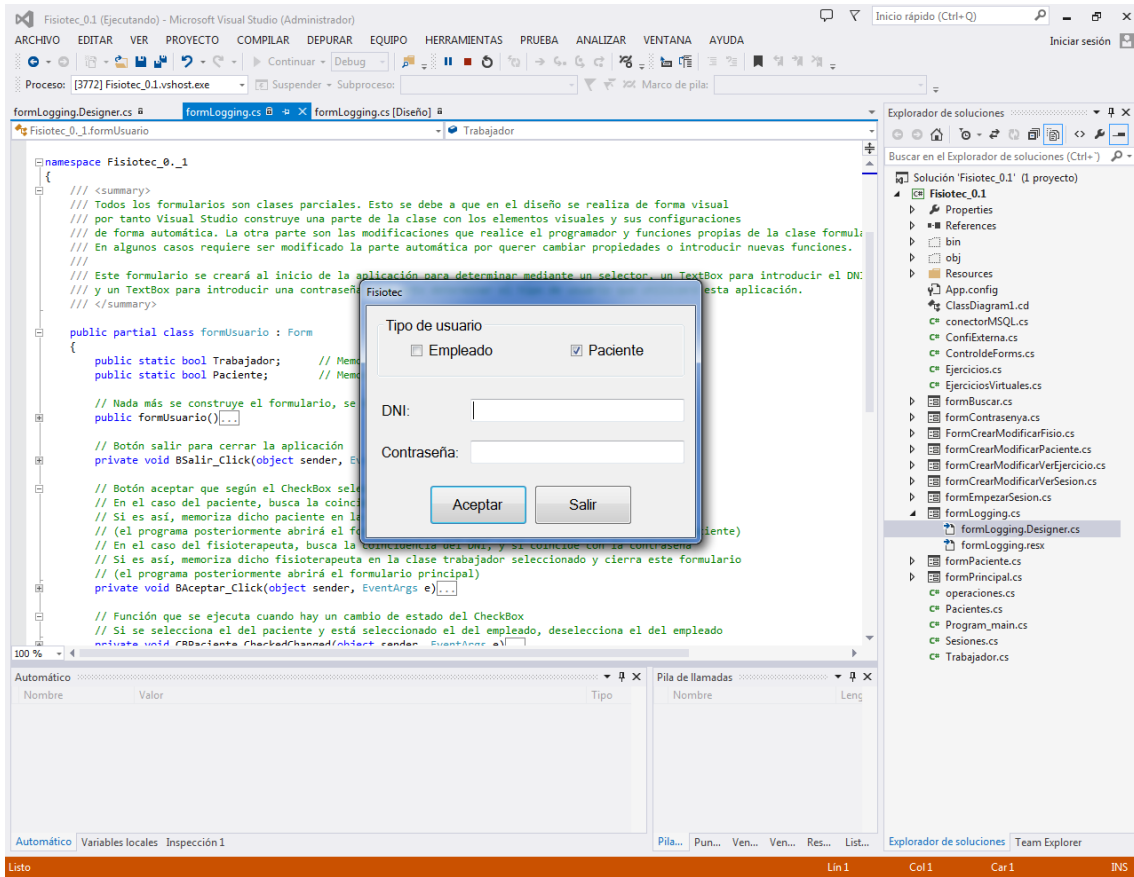 Fisiotec_0.1 (Ejecutando) - Microsoft Visual Studio (Administrador)
Inicio rápido (Ctrl+Q)
ARCHIVO EDITAR VER PROYECTO COMPILAR DEPURAR EQUIPO HERRAMIENTAS PRUEBA ANALIZAR VENTANA AYUDA
Iniciar sesión
Continuar Debug
Proceso: [3772] Fisiotec_0.1.vshost.exe Suspender Subproceso: Marco de pila:
formLogging.Designer.cs formLogging.cs formLogging.cs [Diseño]
Fisiotec_0._1.formUsuario Trabajador
namespace Fisiotec_0._1
{
/// <summary>
/// Todos los formularios son clases parciales. Esto se debe a que en el diseño se realiza de forma visual
/// por tanto Visual Studio construye una parte de la clase con los elementos visuales y sus configuraciones
/// de forma automática. La otra parte son las modificaciones que realice el programador y funciones propias de la clase formula
/// En algunos casos requiere ser modificado la parte automática por querer cambiar propiedades o introducir nuevas funciones.
///
/// Este formulario se creará al inicio de la aplicación para determinar mediante un selector, un TextBox para introducir el DNI
/// y un TextBox para introducir una contraseña esta aplicación.
/// </summary>
public partial class formUsuario : Form
{
public static bool Trabajador; // Memo
public static bool Paciente; // Memo
// Nada más se construye el formulario, se
public formUsuario()...
// Botón salir para cerrar la aplicación
private void BSalir_Click(object sender, Ev
// Botón aceptar que según el CheckBox sele
// En el caso del paciente, busca la coinci
// Si es así, memoriza dicho paciente en la
// (el programa posteriormente abrirá el fo iente)
// En el caso del fisioterapeuta, busca la coincidencia del DNI, y si coincide con la contraseña
// Si es así, memoriza dicho fisioterapeuta en la clase trabajador seleccionado y cierra este formulario
// (el programa posteriormente abrirá el formulario principal)
private void BAceptar_Click(object sender, EventArgs e)...
// Función que se ejecuta cuando hay un cambio de estado del CheckBox
// Si se selecciona el del paciente y está seleccionado el del empleado, deselecciona el del empleado
private void CBPaciente_CheckedChanged(object sender, EventArgs e)
100 %
Fisiotec
Tipo de usuario
Empleado Paciente
DNI:
Contraseña:
Aceptar Salir
Automático
Nombre Valor Tipo
Automático Variables locales Inspección 1
Pila de llamadas
Nombre Leng
Pila... Pun... Ven... Ven... Res... List...
Explorador de soluciones
Buscar en el Explorador de soluciones (Ctrl+`)
Solución 'Fisiotec_0.1' (1 proyecto)
Fisiotec_0.1
Properties
References
bin
obj
Resources
App.config
ClassDiagram1.cd
conectorMSQL.cs
ConfiExterna.cs
ControldeForms.cs
Ejercicios.cs
EjerciciosVirtuales.cs
formBuscar.cs
formContrasenya.cs
FormCrearModificarFisio.cs
formCrearModificarPaciente.cs
formCrearModificarVerEjercicio.cs
formCrearModificarVerSesion.cs
formEmpezarSesion.cs
formLogging.cs
formLogging.Designer.cs
formLogging.resx
formPaciente.cs
formPrincipal.cs
operaciones.cs
Pacientes.cs
Program_main.cs
Sesiones.cs
Trabajador.cs
Explorador de soluciones Team Explorer
Listo Lín 1 Col 1 Car 1 INS